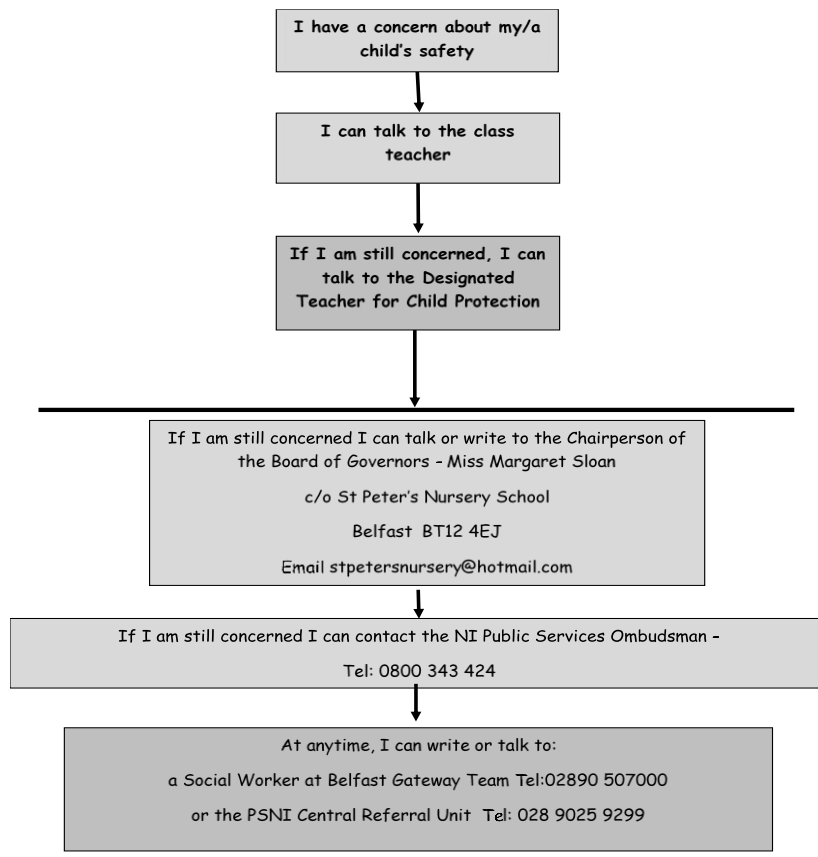 I have a concern about my/a
child's safety
I can talk to the class
teacher
If I am still concerned, I can
talk to the Designated
Teacher for Child Protection
If I am still concerned I can talk or write to the Chairperson of
the Board of Governors - Miss Margaret Sloan
c/o St Peter's Nursery School
Belfast BT12 4EJ
Email stpetersnursery@hotmail.com
If I am still concerned I can contact the NI Public Services Ombudsman –
Tel: 0800 343 424
At anytime, I can write or talk to:
a Social Worker at Belfast Gateway Team Tel:02890 507000
or the PSNI Central Referral Unit Tel: 028 9025 9299